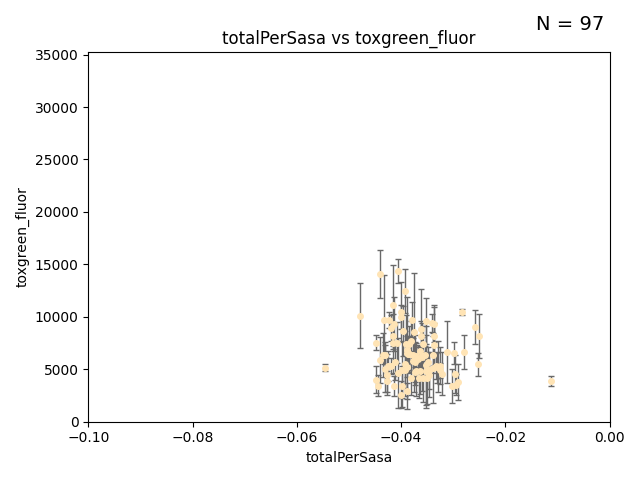 N = 97
totalPerSasa vs toxgreen_fluor
toxgreen_fluor
35000
30000
25000
20000
15000
10000
5000
0
−0.10 −0.08 −0.06 −0.04 −0.02 0.00
totalPerSasa